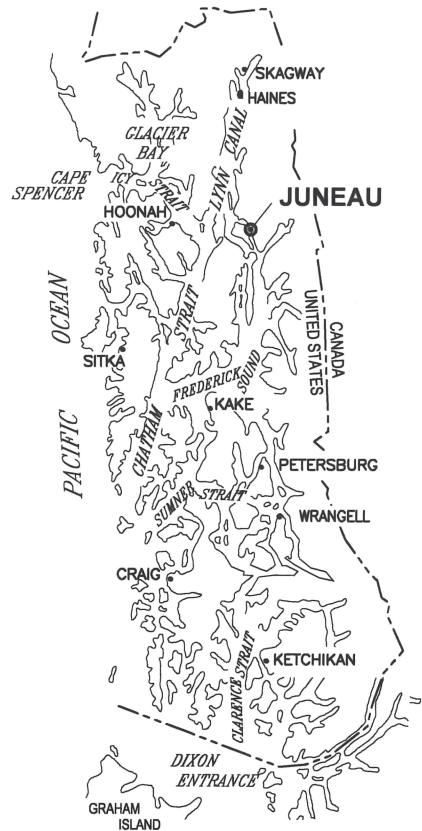 SKAGWAY
HAINES
GLACIER
BAY
LYNN CANAL
CAPE
SPENCER
ICY STRAIT
HOONAH
JUNEAU
PACIFIC OCEAN
CHATHAM STRAIT
CANADA
UNITED STATES
SITKA
FREDERICK SOUND
KAKE
PETERSBURG
SUMNER STRAIT
WRANGELL
CRAIG
CLARENCE STRAIT
KETCHIKAN
DIXON
ENTRANCE
GRAHAM
ISLAND